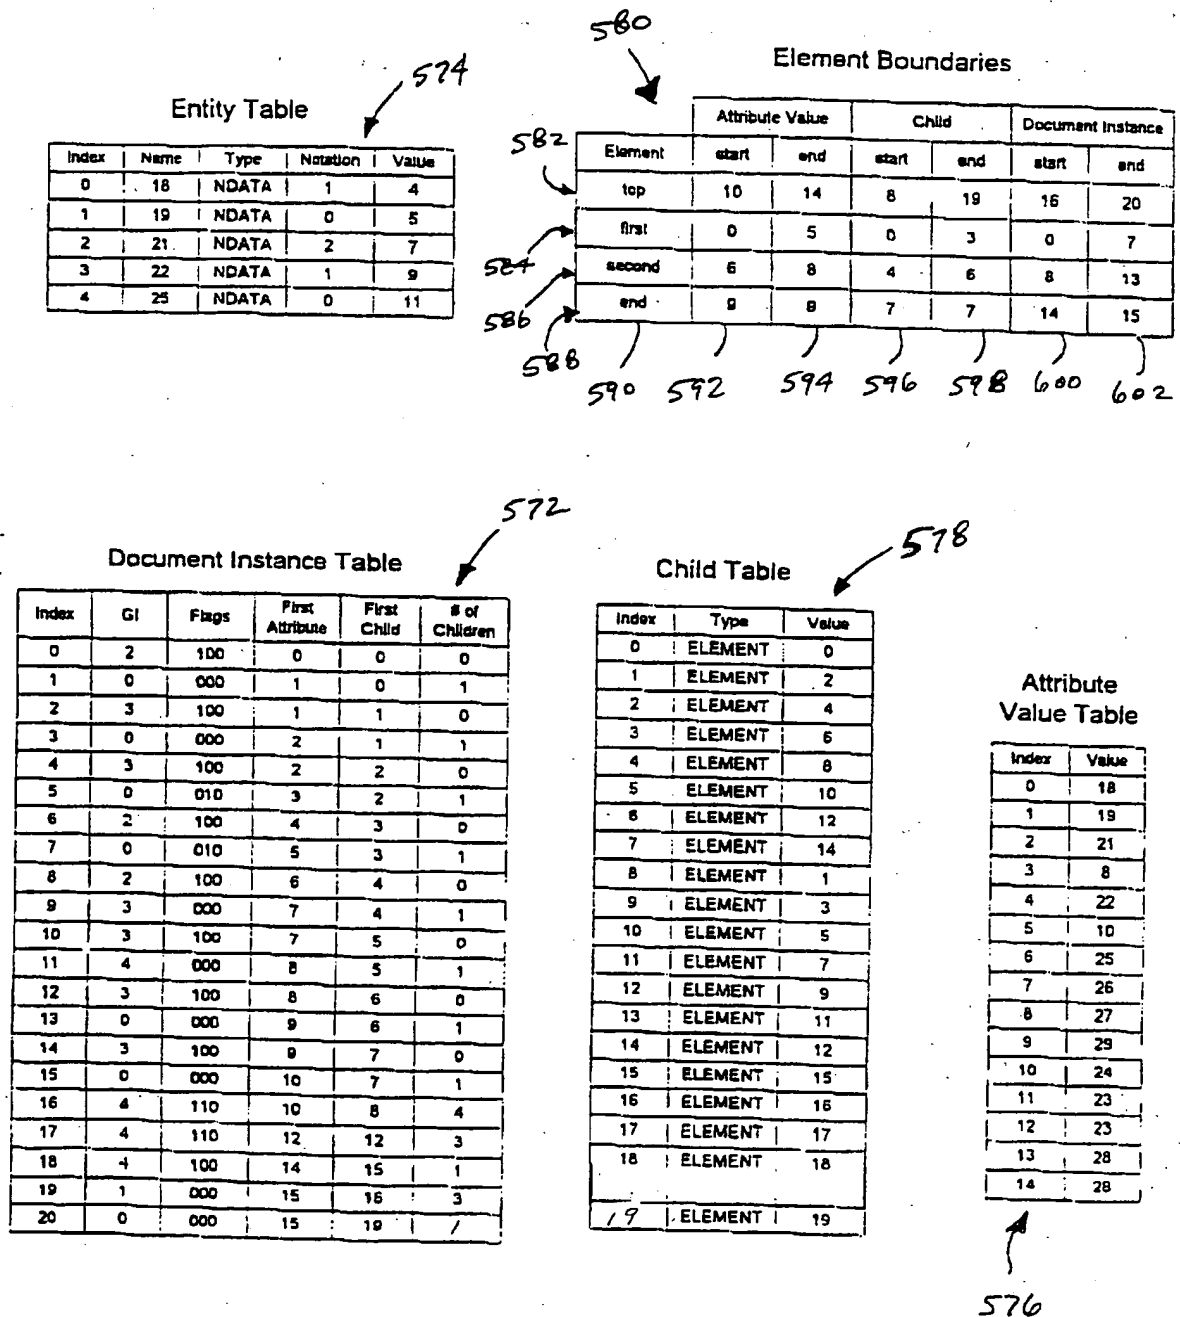 580
574
Element Boundaries
Entity Table
Attribute Value | Child | Document Instance
582
Element | start | end | start | end | start | end
top | 10 | 14 | 8 | 19 | 16 | 20
first | 0 | 5 | 0 | 3 | 0 | 7
second | 6 | 8 | 4 | 6 | 8 | 13
end | 9 | 9 | 7 | 7 | 14 | 15
584
586
588
590 592 594 596 598 600 602
Index | Name | Type | Notation | Value
0 | 18 | NDATA | 1 | 4
1 | 19 | NDATA | 0 | 5
2 | 21 | NDATA | 2 | 7
3 | 22 | NDATA | 1 | 9
4 | 25 | NDATA | 0 | 11
572
Document Instance Table
Index | GI | Flags | First Attribute | First Child | # of Children
0 | 2 | 100 | 0 | 0 | 0
1 | 0 | 000 | 1 | 0 | 1
2 | 3 | 100 | 1 | 1 | 0
3 | 0 | 000 | 2 | 1 | 1
4 | 3 | 100 | 2 | 2 | 0
5 | 0 | 010 | 3 | 2 | 1
6 | 2 | 100 | 4 | 3 | 0
7 | 0 | 010 | 5 | 3 | 1
8 | 2 | 100 | 6 | 4 | 0
9 | 3 | 000 | 7 | 4 | 1
10 | 3 | 100 | 7 | 5 | 0
11 | 4 | 000 | 8 | 5 | 1
12 | 3 | 100 | 8 | 6 | 0
13 | 0 | 000 | 9 | 6 | 1
14 | 3 | 100 | 9 | 7 | 0
15 | 0 | 000 | 10 | 7 | 1
16 | 4 | 110 | 10 | 8 | 4
17 | 4 | 110 | 12 | 12 | 3
18 | 4 | 100 | 14 | 15 | 1
19 | 1 | 000 | 15 | 16 | 3
20 | 0 | 000 | 15 | 19 | 1
578
Child Table
Index | Type | Value
0 | ELEMENT | 0
1 | ELEMENT | 2
2 | ELEMENT | 4
3 | ELEMENT | 6
4 | ELEMENT | 8
5 | ELEMENT | 10
6 | ELEMENT | 12
7 | ELEMENT | 14
8 | ELEMENT | 1
9 | ELEMENT | 3
10 | ELEMENT | 5
11 | ELEMENT | 7
12 | ELEMENT | 9
13 | ELEMENT | 11
14 | ELEMENT | 12
15 | ELEMENT | 15
16 | ELEMENT | 16
17 | ELEMENT | 17
18 | ELEMENT | 18
19 | ELEMENT | 19
Attribute
Value Table
Index | Value
0 | 18
1 | 19
2 | 21
3 | 8
4 | 22
5 | 10
6 | 25
7 | 26
8 | 27
9 | 29
10 | 24
11 | 23
12 | 23
13 | 28
14 | 28
576